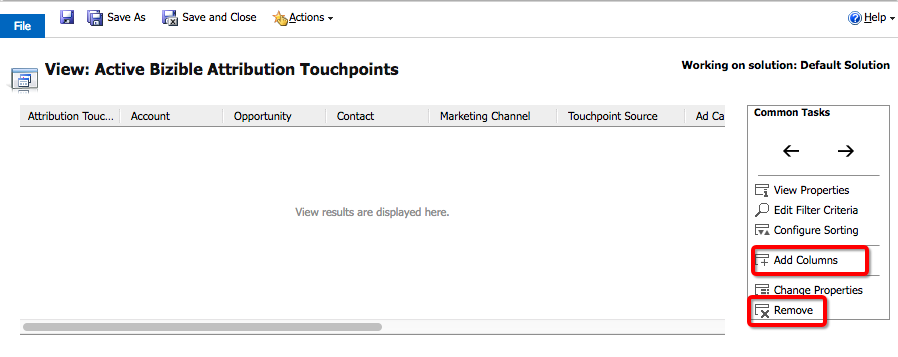 File Save As Save and Close Actions Help
View: Active Bizible Attribution Touchpoints
Working on solution: Default Solution
Attribution Touc... Account Opportunity Contact Marketing Channel Touchpoint Source Ad Ca
View results are displayed here.
Common Tasks
View Properties
Edit Filter Criteria
Configure Sorting
Add Columns
Change Properties
Remove